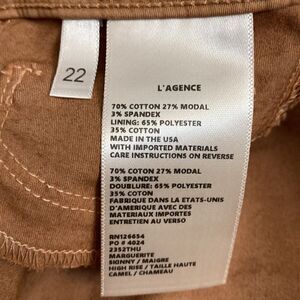 22
L'AGENCE
70% COTTON 27% MODAL
3% SPANDEX
LINING: 65% POLYESTER
35% COTTON
MADE IN THE USA
WITH IMPORTED MATERIALS
CARE INSTRUCTIONS ON REVERSE
70% COTON 27% MODAL
3% SPANDEX
DOUBLURE: 65% POLYESTER
35% COTON
FABRIQUE DANS LA ETATS-UNIS
D'AMERIQUE AVEC DES
MATERIAUX IMPORTES
ENTRETIEN AU VERSO
RN126654
PO # 4024
2352THU
MARGUERITE
SKINNY / MAIGRE
HIGH RISE / TAILLE HAUTE
CAMEL / CHAMEAU